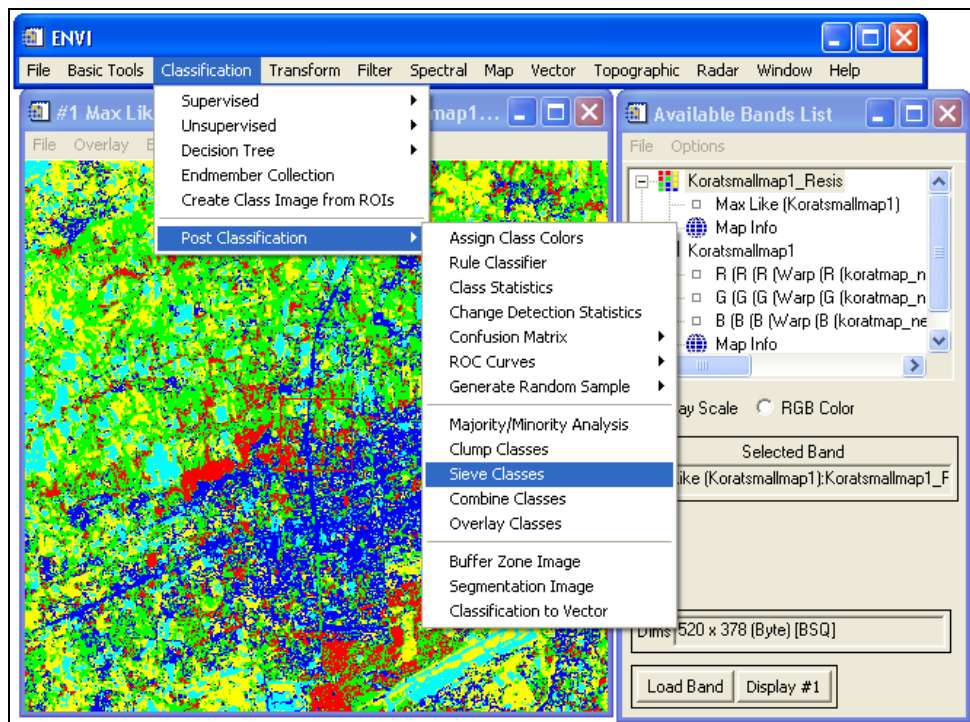 ENVI
File Basic Tools Classification Transform Filter Spectral Map Vector Topographic Radar Window Help
#1 Max Lik
map1...
File Overlay E
Supervised
Unsupervised
Decision Tree
Endmember Collection
Create Class Image from ROIs
Post Classification
Assign Class Colors
Rule Classifier
Class Statistics
Change Detection Statistics
Confusion Matrix
ROC Curves
Generate Random Sample
Majority/Minority Analysis
Clump Classes
Sieve Classes
Combine Classes
Overlay Classes
Buffer Zone Image
Segmentation Image
Classification to Vector
Available Bands List
File Options
Koratsmallmap1_Resis
Max Like (Koratsmallmap1)
Map Info
Koratsmallmap1
R (R (R (Warp (R (koratmap_n
G (G (G (Warp (G (koratmap_n
B (B (B (Warp (B (koratmap_ne
Map Info
ay Scale RGB Color
Selected Band
ike (Koratsmallmap1):Koratsmallmap1_F
Dims 520 x 378 (Byte) [BSQ]
Load Band Display #1